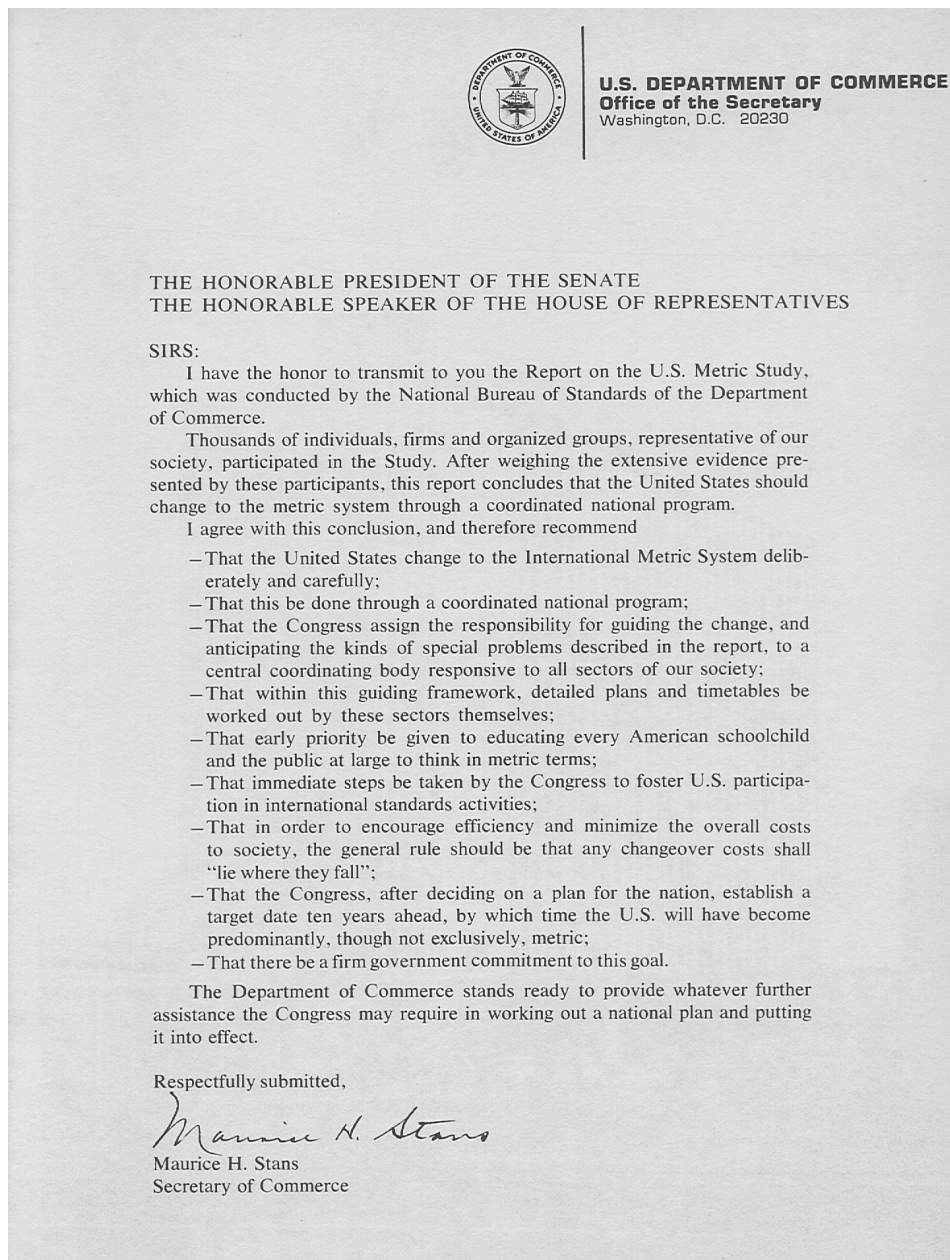 DEPARTMENT OF COMMERCE
UNITED STATES OF AMERICA
U.S. DEPARTMENT OF COMMERCE
Office of the Secretary
Washington, D.C. 20230
THE HONORABLE PRESIDENT OF THE SENATE
THE HONORABLE SPEAKER OF THE HOUSE OF REPRESENTATIVES
SIRS:
I have the honor to transmit to you the Report on the U.S. Metric Study,
which was conducted by the National Bureau of Standards of the Department
of Commerce.
Thousands of individuals, firms and organized groups, representative of our
society, participated in the Study. After weighing the extensive evidence pre-
sented by these participants, this report concludes that the United States should
change to the metric system through a coordinated national program.
I agree with this conclusion, and therefore recommend
—That the United States change to the International Metric System delib-
erately and carefully;
—That this be done through a coordinated national program;
—That the Congress assign the responsibility for guiding the change, and
anticipating the kinds of special problems described in the report, to a
central coordinating body responsive to all sectors of our society;
—That within this guiding framework, detailed plans and timetables be
worked out by these sectors themselves;
—That early priority be given to educating every American schoolchild
and the public at large to think in metric terms;
—That immediate steps be taken by the Congress to foster U.S. participa-
tion in international standards activities;
—That in order to encourage efficiency and minimize the overall costs
to society, the general rule should be that any changeover costs shall
“lie where they fall”;
—That the Congress, after deciding on a plan for the nation, establish a
target date ten years ahead, by which time the U.S. will have become
predominantly, though not exclusively, metric;
—That there be a firm government commitment to this goal.
The Department of Commerce stands ready to provide whatever further
assistance the Congress may require in working out a national plan and putting
it into effect.
Respectfully submitted,
Maurice H. Stans
Maurice H. Stans
Secretary of Commerce